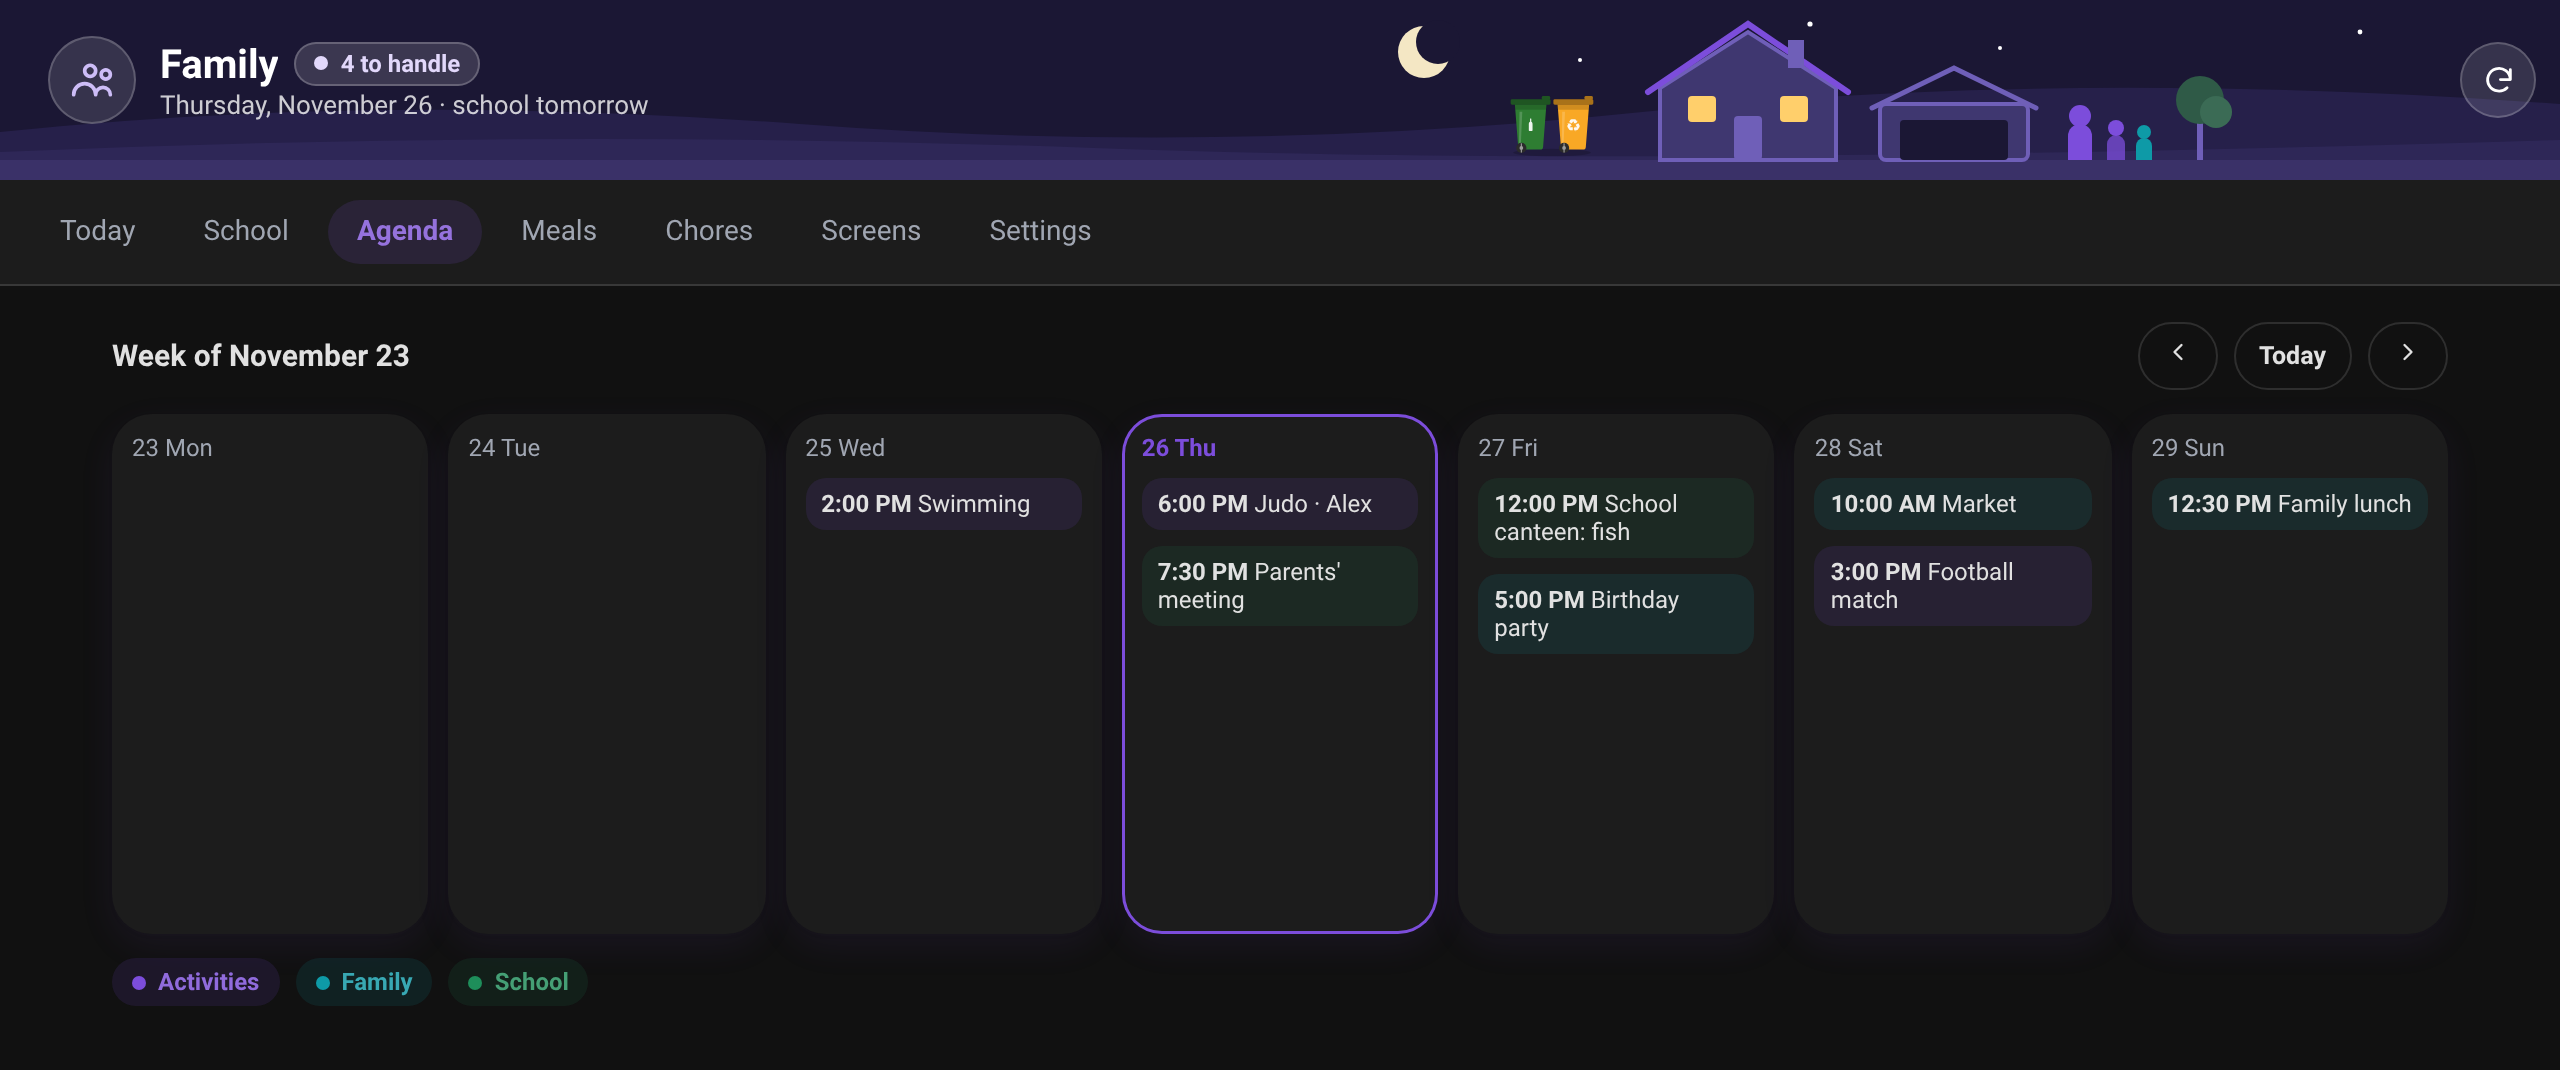 Family
4 to handle
Thursday, November 26 · school tomorrow
Today
School
Agenda
Meals
Chores
Screens
Settings
Week of November 23
Today
23 Mon
24 Tue
25 Wed
2:00 PM Swimming
26 Thu
6:00 PM Judo · Alex
7:30 PM Parents'
meeting
27 Fri
12:00 PM School
canteen: fish
5:00 PM Birthday
party
28 Sat
10:00 AM Market
3:00 PM Football
match
29 Sun
12:30 PM Family lunch
Activities
Family
School